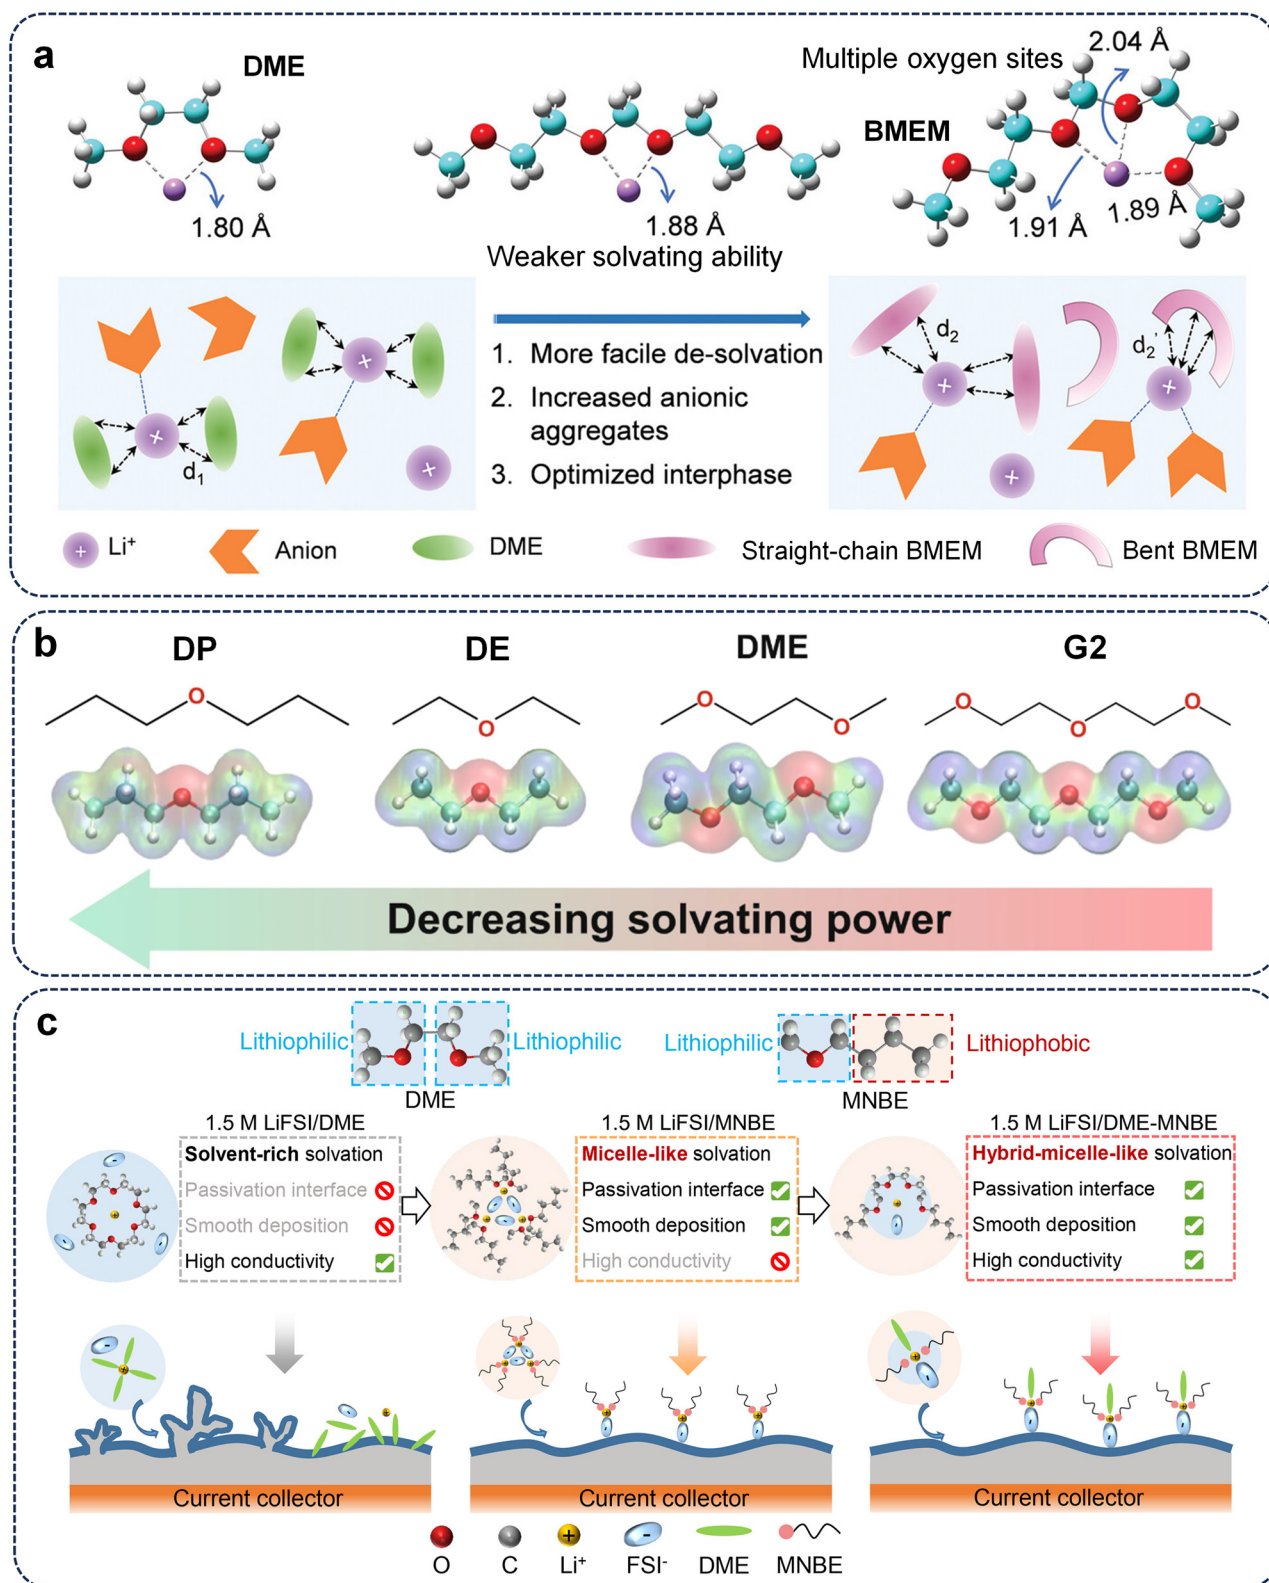 a
DME
1.80 Å
1.88 Å
Multiple oxygen sites
2.04 Å
BMEM
1.91 Å
1.89 Å
Weaker solvating ability
d1
+
+
+
1. More facile de-solvation
2. Increased anionic
aggregates
3. Optimized interphase
d2
d2'
+
+
+
+ Li+
Anion
DME
Straight-chain BMEM
Bent BMEM
b
DP
DE
DME
G2
O
O
O
O
O
O
O
Decreasing solvating power
c
Lithiophilic
Lithiophilic
DME
Lithiophilic
Lithiophobic
MNBE
1.5 M LiFSI/DME
Solvent-rich solvation
Passivation interface
Smooth deposition
High conductivity
1.5 M LiFSI/MNBE
Micelle-like solvation
Passivation interface
Smooth deposition
High conductivity
1.5 M LiFSI/DME-MNBE
Hybrid-micelle-like solvation
Passivation interface
Smooth deposition
High conductivity
Current collector
Current collector
Current collector
O
C
Li+
FSI-
DME
MNBE